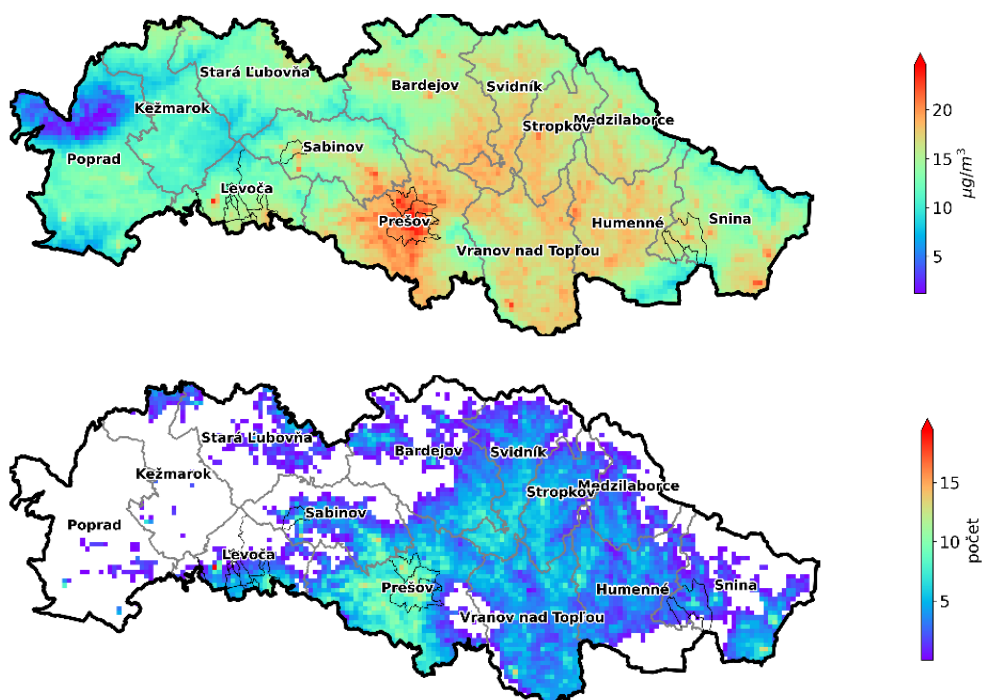 Stará Ľubovňa
Bardejov
Svidník
Kežmarok
Stropkov
Medzilaborce
Poprad
Sabinov
Levoča
Prešov
Humenné
Snina
Vranov nad Topľou
20
15
10
5
µg/m³
Stará Ľubovňa
Bardejov
Svidník
Kežmarok
Stropkov
Medzilaborce
Poprad
Sabinov
Levoča
Prešov
Humenné
Snina
Vranov nad Topľou
15
10
5
počet